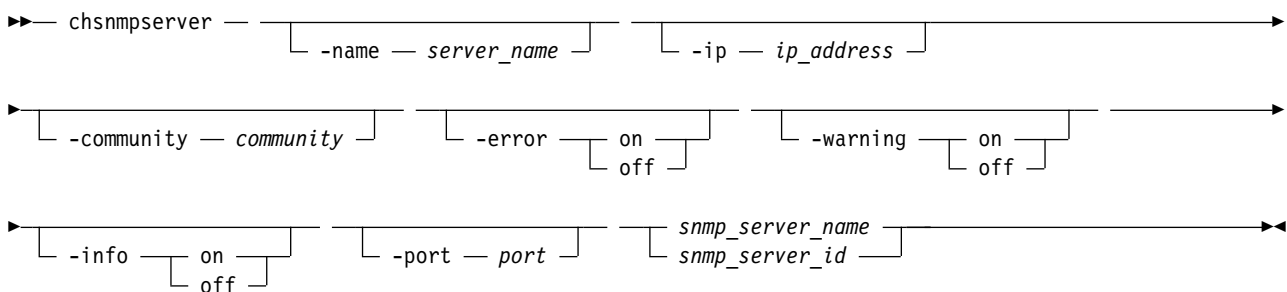 chsnmpserver -name server_name -ip ip_address
-community community -error on -warning on
off off
-info on -port port snmp_server_name
off snmp_server_id